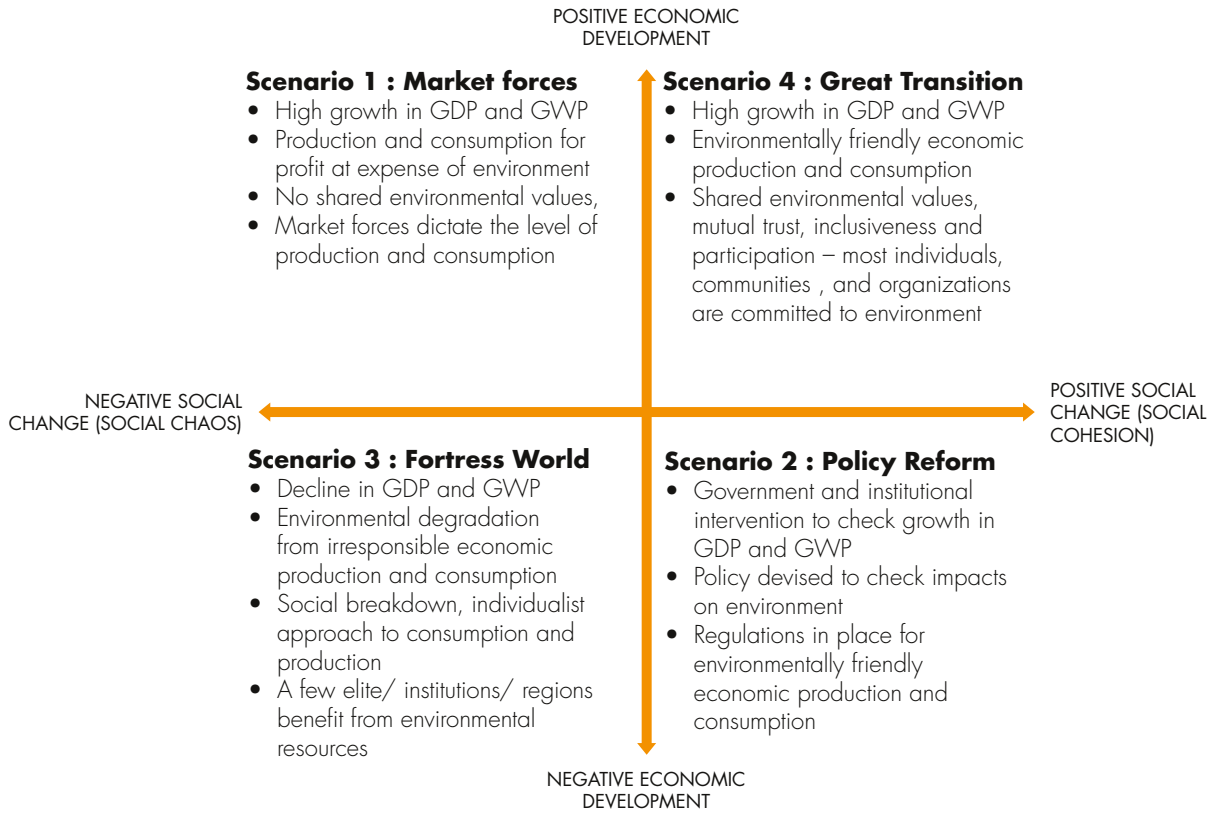 POSITIVE ECONOMIC
DEVELOPMENT
Scenario 1 : Market forces
• High growth in GDP and GWP
• Production and consumption for
profit at expense of environment
• No shared environmental values,
• Market forces dictate the level of
production and consumption
Scenario 4 : Great Transition
• High growth in GDP and GWP
• Environmentally friendly economic
production and consumption
• Shared environmental values,
mutual trust, inclusiveness and
participation – most individuals,
communities , and organizations
are committed to environment
NEGATIVE SOCIAL
CHANGE (SOCIAL CHAOS)
POSITIVE SOCIAL
CHANGE (SOCIAL
COHESION)
Scenario 3 : Fortress World
• Decline in GDP and GWP
• Environmental degradation
from irresponsible economic
production and consumption
• Social breakdown, individualist
approach to consumption and
production
• A few elite/ institutions/ regions
benefit from environmental
resources
Scenario 2 : Policy Reform
• Government and institutional
intervention to check growth in
GDP and GWP
• Policy devised to check impacts
on environment
• Regulations in place for
environmentally friendly
economic production and
consumption
NEGATIVE ECONOMIC
DEVELOPMENT